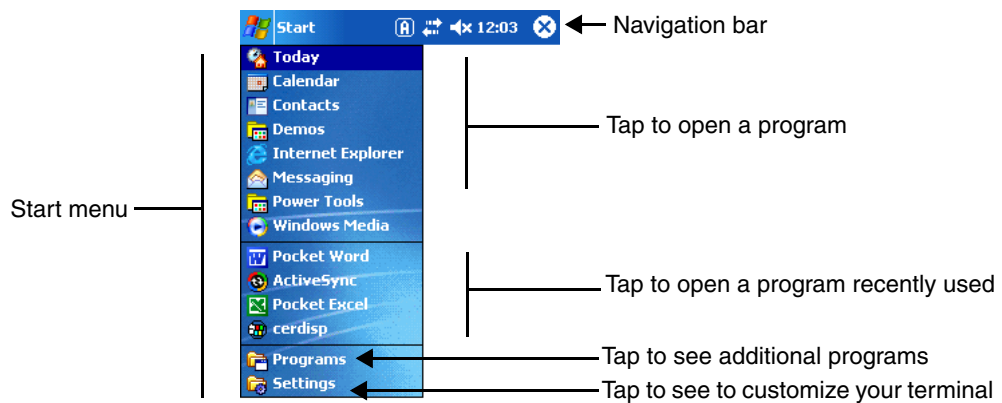 Start 12:03
Navigation bar
Today
Calendar
Contacts
Demos
Internet Explorer
Messaging
Power Tools
Windows Media
Tap to open a program
Start menu
Pocket Word
ActiveSync
Pocket Excel
cerdisp
Tap to open a program recently used
Programs
Tap to see additional programs
Settings
Tap to see to customize your terminal